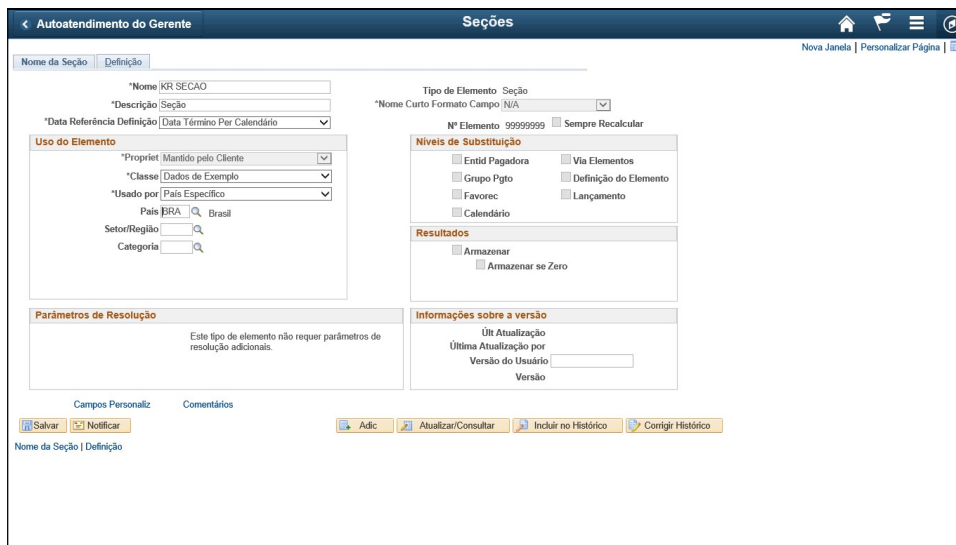 Autoatendimento do Gerente
Seções
Nova Janela | Personalizar Página |
Nome da Seção
Definição
*Nome KR SECAO
Tipo de Elemento Seção
*Descrição Seção
*Nome Curto Formato Campo N/A
*Data Referência Definição Data Término Per Calendário
Nº Elemento 99999999 Sempre Recalcular
Uso do Elemento
*Propriet Mantido pelo Cliente
*Classe Dados de Exemplo
*Usado por País Específico
País BRA Brasil
Setor/Região
Categoria
Níveis de Substituição
Entid Pagadora Via Elementos
Grupo Pgto Definição do Elemento
Favorec Lançamento
Calendário
Resultados
Armazenar
Armazenar se Zero
Parâmetros de Resolução
Este tipo de elemento não requer parâmetros de
resolução adicionais.
Informações sobre a versão
Últ Atualização
Última Atualização por
Versão do Usuário
Versão
Campos Personaliz Comentários
Salvar Notificar Adic Atualizar/Consultar Incluir no Histórico Corrigir Histórico
Nome da Seção | Definição